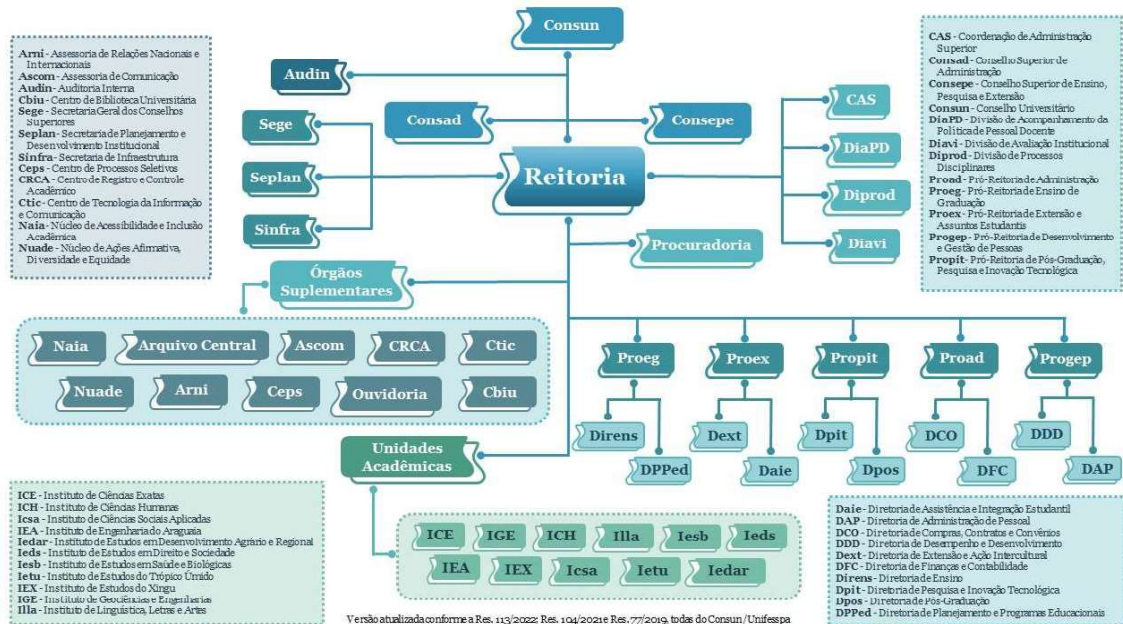 Consun
Arni - Assessoria de Relações Nacionais e
Internacionais
Ascom - Assessoria de Comunicação
Audin - Auditoria Interna
Cbiu - Centro de Biblioteca Universitária
Sege - Secretaria Geral dos Conselhos
Superiores
Seplan - Secretaria de Planejamento e
Desenvolvimento Institucional
Sinfra - Secretaria de Infraestrutura
Ceps - Centro de Processos Seletivos
CRCA - Centro de Registro e Controle
Acadêmico
Ctic - Centro de Tecnologia da Informação
e Comunicação
Naia - Núcleo de Acessibilidade e Inclusão
Acadêmica
Nuade - Núcleo de Ações Afirmativa,
Diversidade e Equidade
Audin
Sege
Seplan
Sinfra
Consad
Consepe
Reitoria
Procuradoria
CAS
DiaPD
Diprod
Diavi
CAS - Coordenação de Administração
Superior
Consad - Conselho Superior de
Administração
Consepe - Conselho Superior de Ensino,
Pesquisa e Extensão
Consun - Conselho Universitário
DiaPD - Divisão de Acompanhamento da
Política de Pessoal Docente
Diavi - Divisão de Avaliação Institucional
Diprod - Divisão de Processos
Disciplinares
Proad - Pró-Reitoria de Administração
Proeg - Pró-Reitoria de Ensino de
Graduação
Proex - Pró-Reitoria de Extensão e
Assuntos Estudantis
Progep - Pró-Reitoria de Desenvolvimento
e Gestão de Pessoas
Propit - Pró-Reitoria de Pós-Graduação,
Pesquisa e Inovação Tecnológica
Órgãos
Suplementares
Naia Arquivo Central Ascom CRCA Ctic
Nuade Arni Ceps Ouvidoria Cbiu
Proeg Proex Propit Proad Progep
Direns Dext Dpit DCO DDD
DPPed Daie Dpos DFC DAP
Unidades
Acadêmicas
ICE IGE ICH Illa Iesb Ieds
IEA IEX Icsa Ietu Iedar
ICE - Instituto de Ciências Exatas
ICH - Instituto de Ciências Humanas
Icsa - Instituto de Ciências Sociais Aplicadas
IEA - Instituto de Engenharia do Araguaia
Iedar - Instituto de Estudos em Desenvolvimento Agrário e Regional
Ieds - Instituto de Estudos em Direito e Sociedade
Iesb - Instituto de Estudos em Saúde e Biológicas
Ietu - Instituto de Estudos do Trópico Úmido
IEX - Instituto de Estudos do Xingu
IGE - Instituto de Geociências e Engenharias
Illa - Instituto de Linguística, Letras e Artes
Daie - Diretoria de Assistência e Integração Estudantil
DAP - Diretoria de Administração de Pessoal
DCO - Diretoria de Compras, Contratos e Convênios
DDD - Diretoria de Desempenho e Desenvolvimento
Dext - Diretoria de Extensão e Ação Intercultural
DFC - Diretoria de Finanças e Contabilidade
Direns - Diretoria de Ensino
Dpit - Diretoria de Pesquisa e Inovação Tecnológica
Dpos - Diretoria de Pós-Graduação
DPPed - Diretoria de Planejamento e Programas Educacionais
Versão atualizada conforme a Res. 113/2022; Res. 194/2021 e Res. 77/2019, todas do Consun/Unifesspa